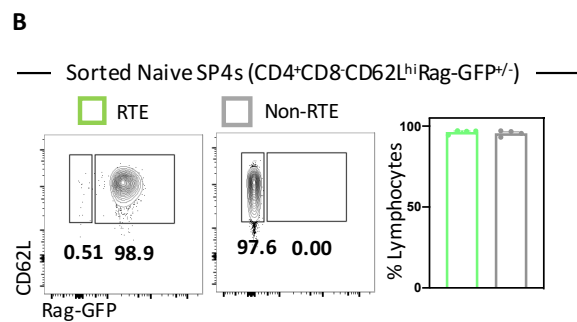 B
Sorted Naive SP4s (CD4⁺CD8⁻CD62LʰⁱRag-GFP⁺/⁻)
RTE
Non-RTE
0.51 98.9
97.6 0.00
CD62L
Rag-GFP
% Lymphocytes
100
50
0